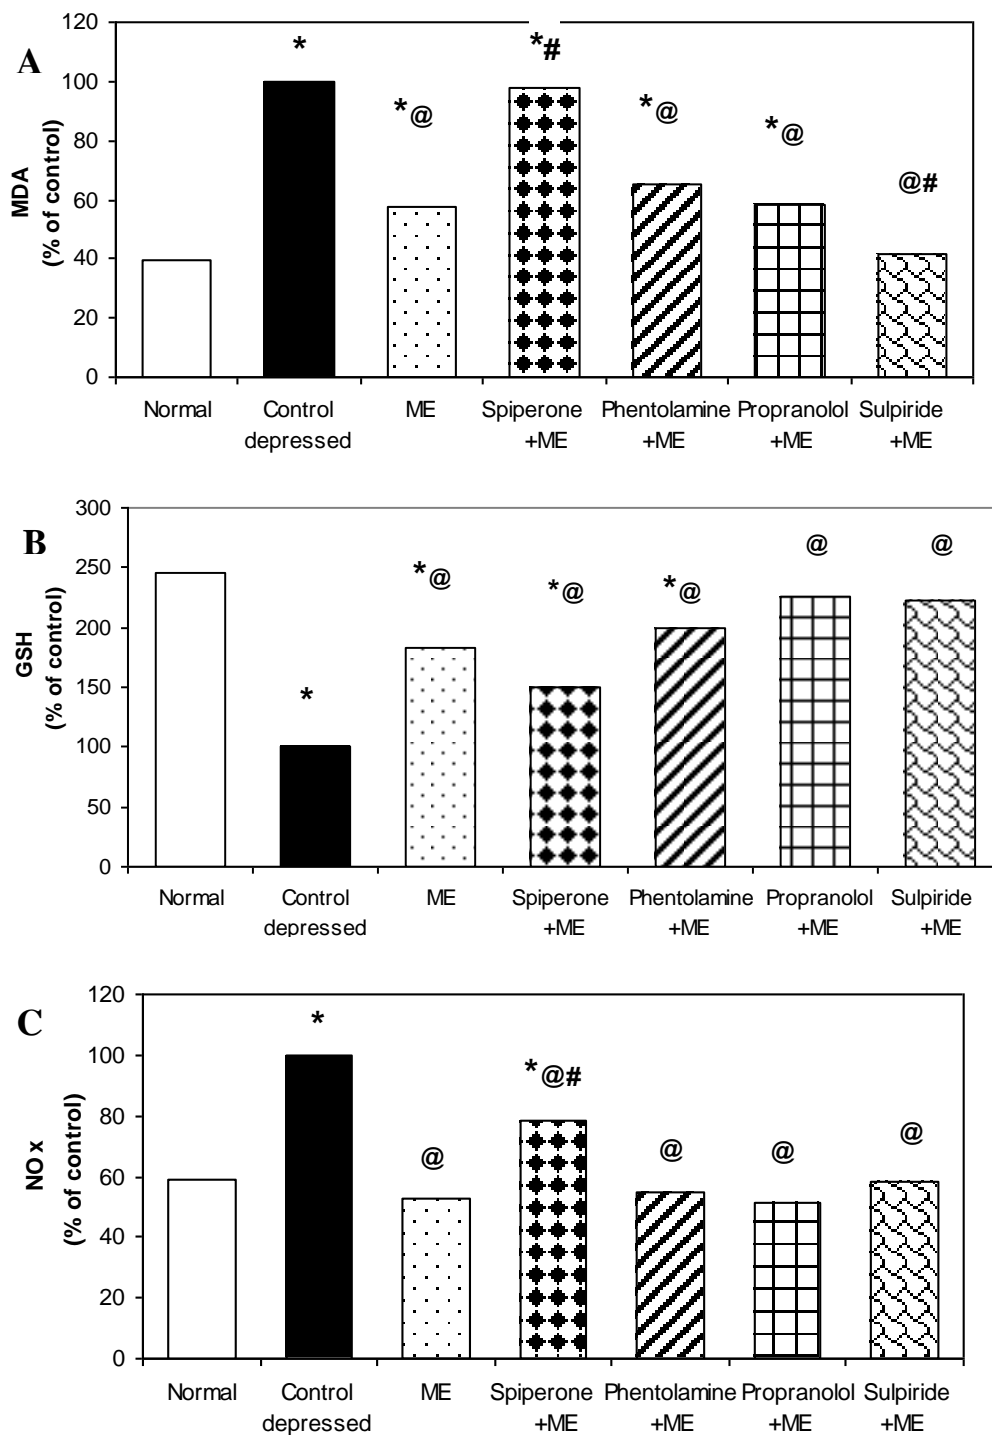 A
MDA
(% of control)
120
100
80
60
40
20
0
*
*@
*#
*@
*@
@#
Normal Control ME Spiperone Phentolamine Propranolol Sulpiride
depressed +ME +ME +ME +ME
B
GSH
(% of control)
300
250
200
150
100
50
0
*
*@
*@
*@
@
@
Normal Control ME Spiperone Phentolamine Propranolol Sulpiride
depressed +ME +ME +ME +ME
C
NOx
(% of control)
120
100
80
60
40
20
0
*
@
*@#
@
@
@
Normal Control ME Spiperone Phentolamine Propranolol Sulpiride
depressed +ME +ME +ME +ME